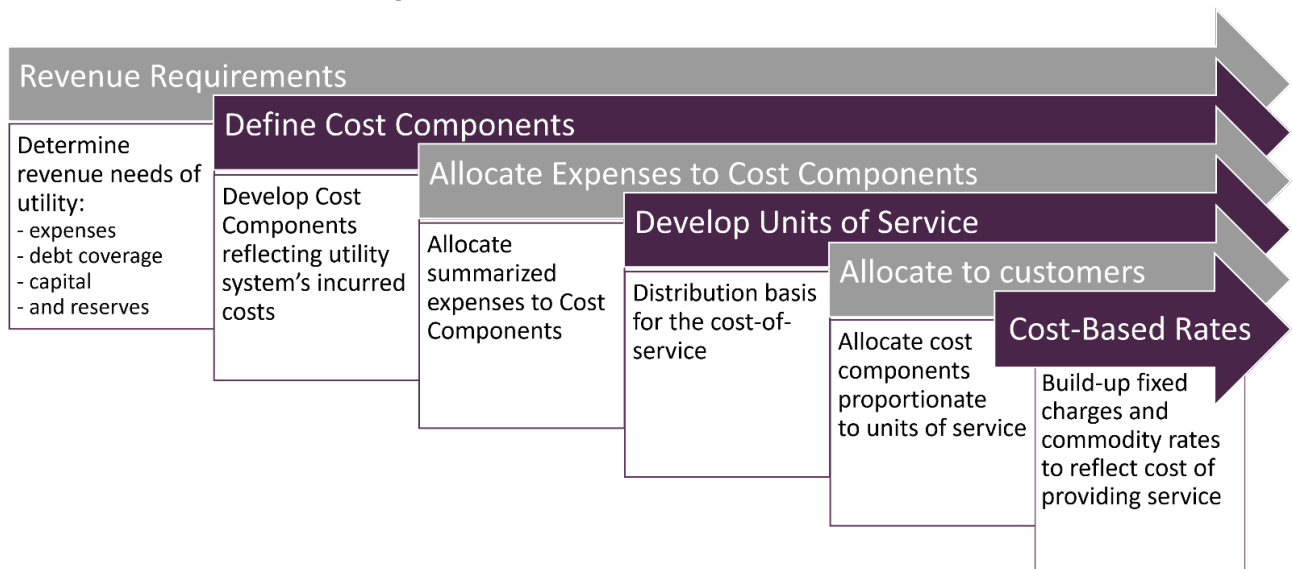 Revenue Requirements
Determine
revenue needs of
utility:
- expenses
- debt coverage
- capital
- and reserves
Define Cost Components
Develop Cost
Components
reflecting utility
system’s incurred
costs
Allocate Expenses to Cost Components
Allocate
summarized
expenses to Cost
Components
Develop Units of Service
Distribution basis
for the cost-of-
service
Allocate to customers
Allocate cost
components
proportionate
to units of service
Cost-Based Rates
Build-up fixed
charges and
commodity rates
to reflect cost of
providing service